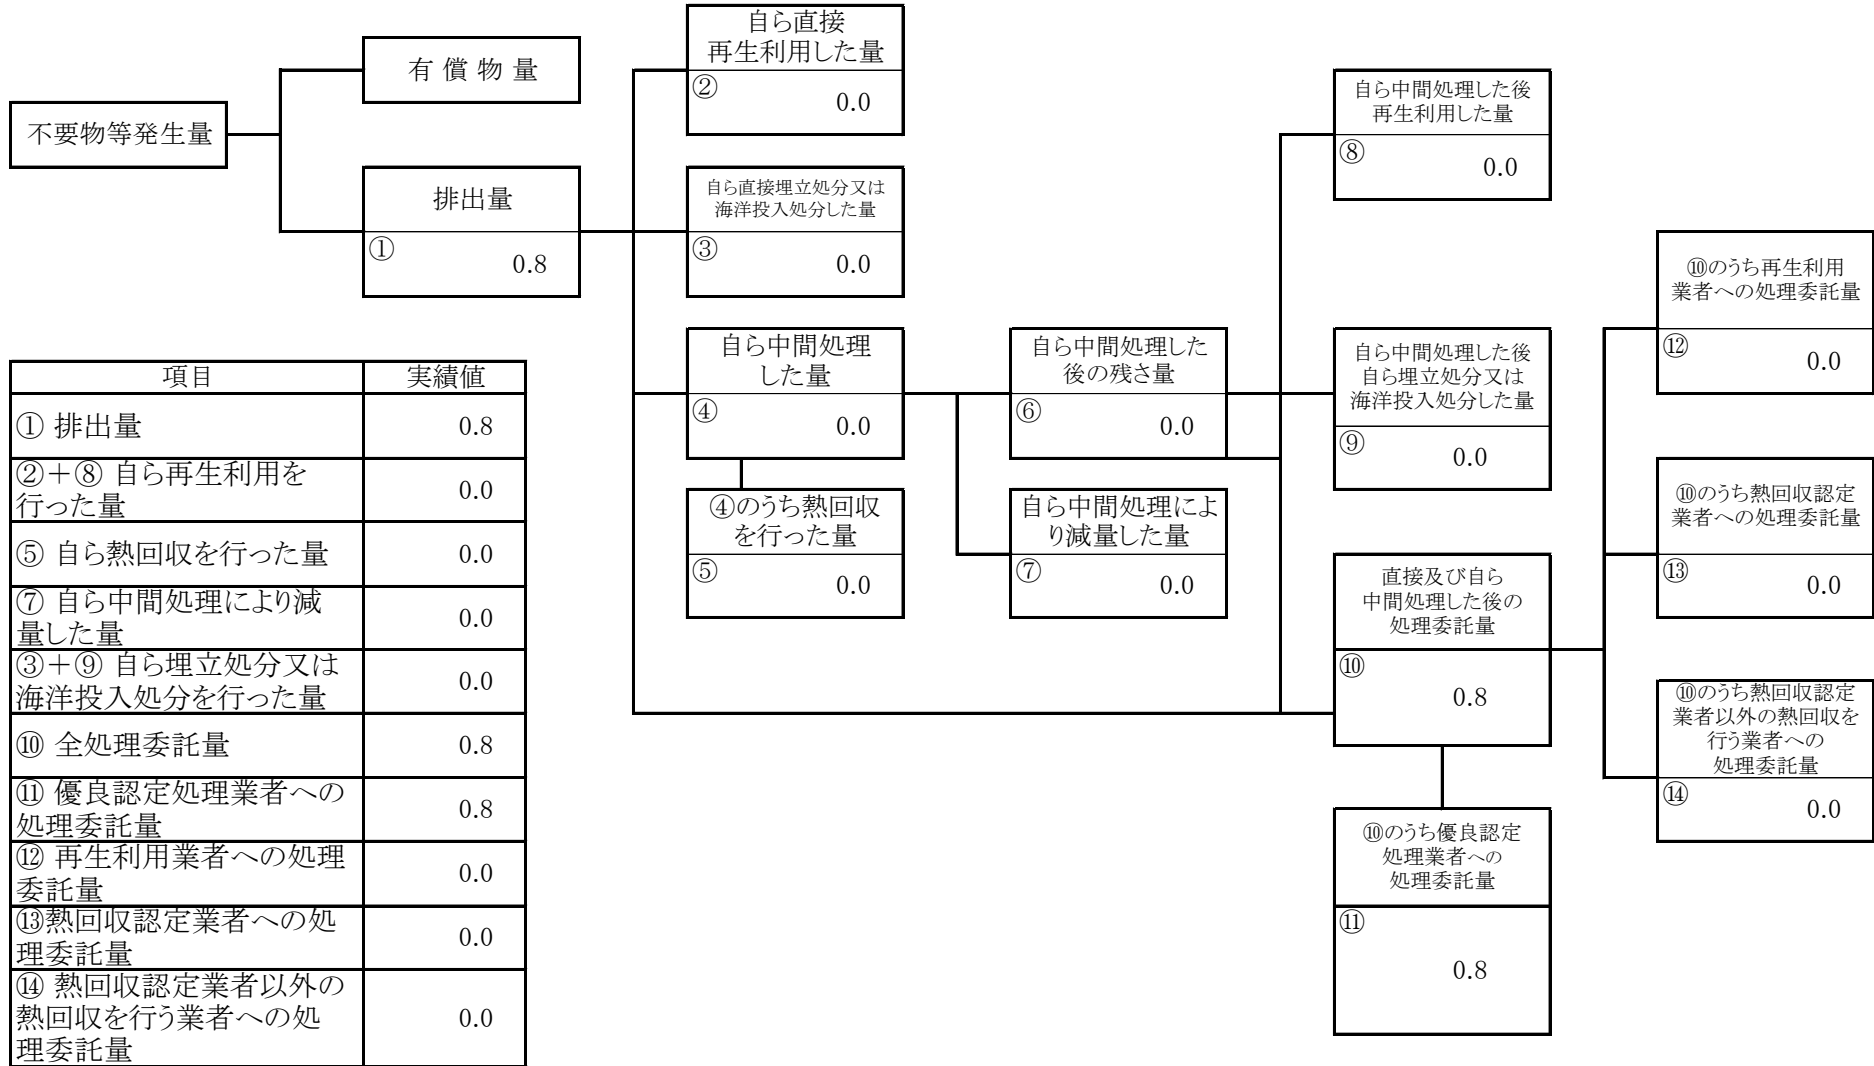 不要物等発生量
有償物量
排出量
①
0.8
自ら直接
再生利用した量
②
0.0
自ら直接埋立処分又は
海洋投入処分した量
③
0.0
自ら中間処理
した量
④
0.0
④のうち熱回収
を行った量
⑤
0.0
自ら中間処理した
後の残さ量
⑥
0.0
自ら中間処理によ
り減量した量
⑦
0.0
自ら中間処理した後
再生利用した量
⑧
0.0
自ら中間処理した後
自ら埋立処分又は
海洋投入処分した量
⑨
0.0
直接及び自ら
中間処理した後の
処理委託量
⑩
0.8
⑩のうち優良認定
処理業者への
処理委託量
⑪
0.8
⑩のうち再生利用
業者への処理委託量
⑫
0.0
⑩のうち熱回収認定
業者への処理委託量
⑬
0.0
⑩のうち熱回収認定
業者以外の熱回収を
行う業者への
処理委託量
⑭
0.0
項目 実績値
① 排出量 0.8
②+⑧ 自ら再生利用を
行った量 0.0
⑤ 自ら熱回収を行った量 0.0
⑦ 自ら中間処理により減
量した量 0.0
③+⑨ 自ら埋立処分又は
海洋投入処分を行った量 0.0
⑩ 全処理委託量 0.8
⑪ 優良認定処理業者への
処理委託量 0.8
⑫ 再生利用業者への処理
委託量 0.0
⑬熱回収認定業者への処
理委託量 0.0
⑭ 熱回収認定業者以外の
熱回収を行う業者への処
理委託量 0.0